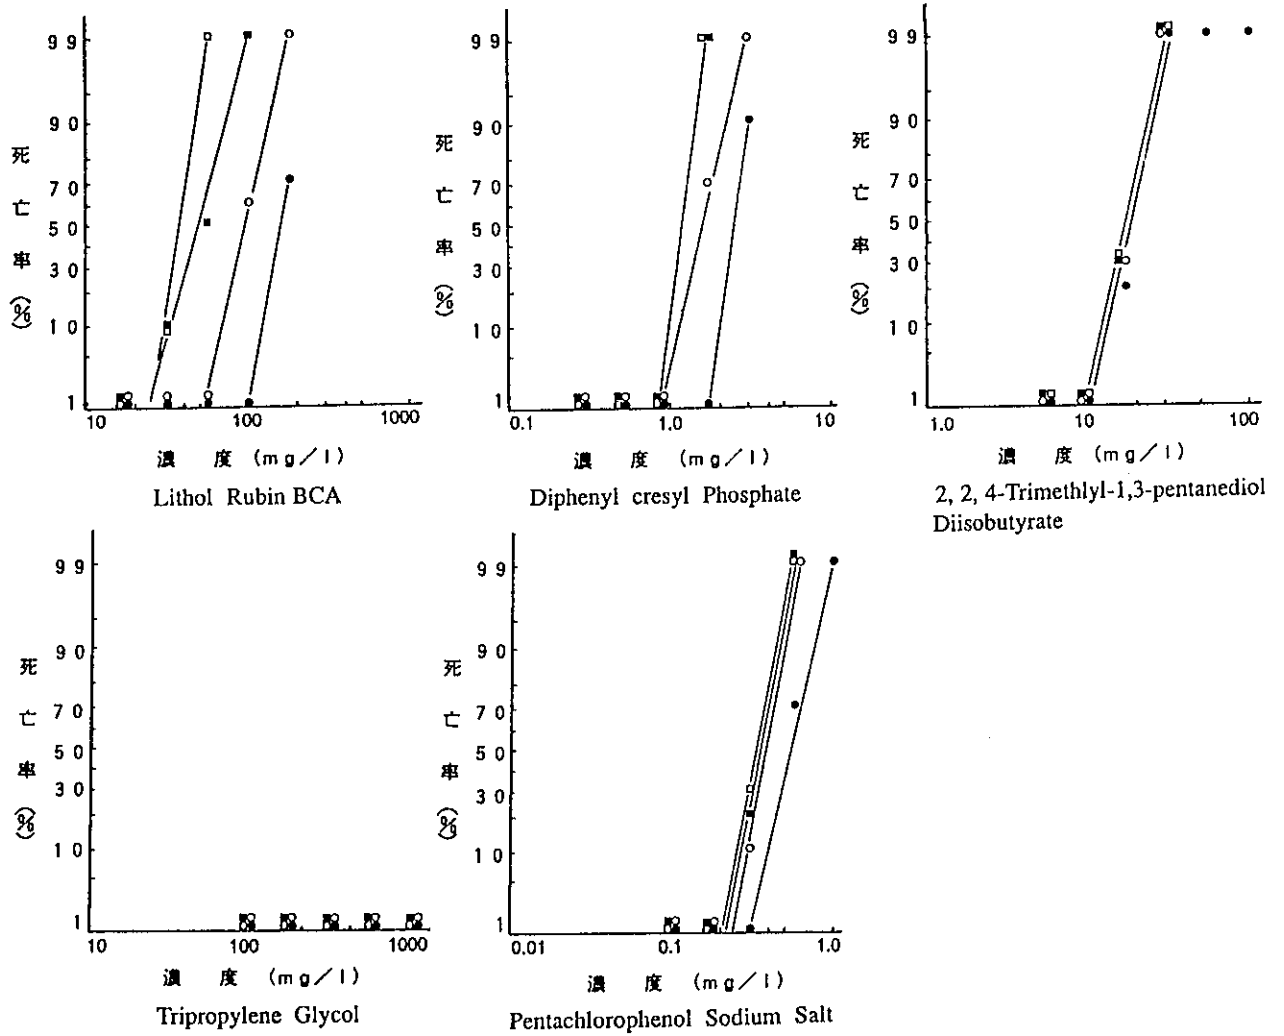 99
90
70
50
30
10
1
死亡率(%)
10 100 1000
濃 度 (mg/l)
Lithol Rubin BCA
99
90
70
50
30
10
1
死亡率(%)
0.1 1.0 10
濃 度 (mg/l)
Diphenyl cresyl Phosphate
99
90
70
50
30
10
1
死亡率(%)
1.0 10 100
濃 度 (mg/l)
2, 2, 4-Trimethlyl-1,3-pentanediol
Diisobutyrate
99
90
70
50
30
10
1
死亡率(%)
10 100 1000
濃 度 (mg/l)
Tripropylene Glycol
99
90
70
50
30
10
1
死亡率(%)
0.01 0.1 1.0
濃 度 (mg/l)
Pentachlorophenol Sodium Salt